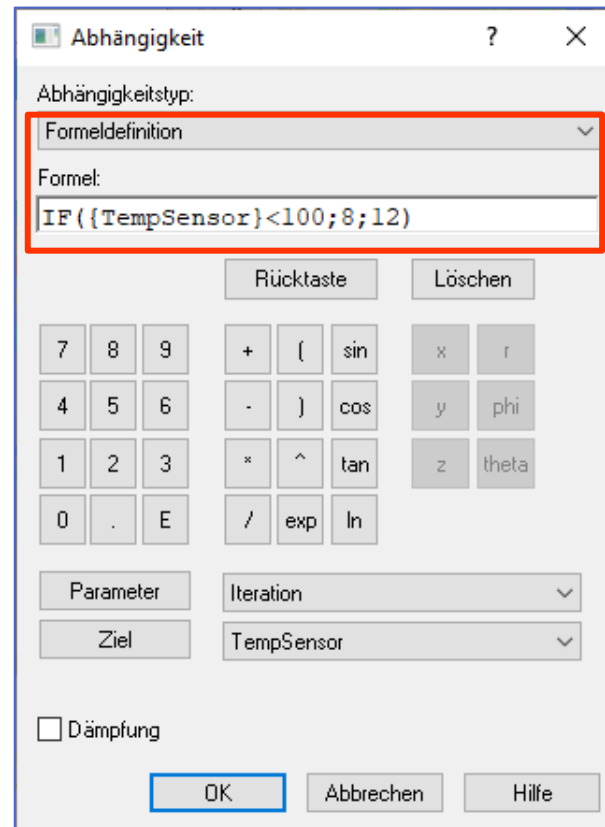 Abhängigkeit ? ×
Abhängigkeitstyp:
Formeldefinition
Formel:
IF({TempSensor}<100;8;12)
Rücktaste Löschen
7 8 9 + ( sin x r
4 5 6 - ) cos y phi
1 2 3 * ^ tan z theta
0 . E / exp ln
Parameter Iteration
Ziel TempSensor
Dämpfung
OK Abbrechen Hilfe